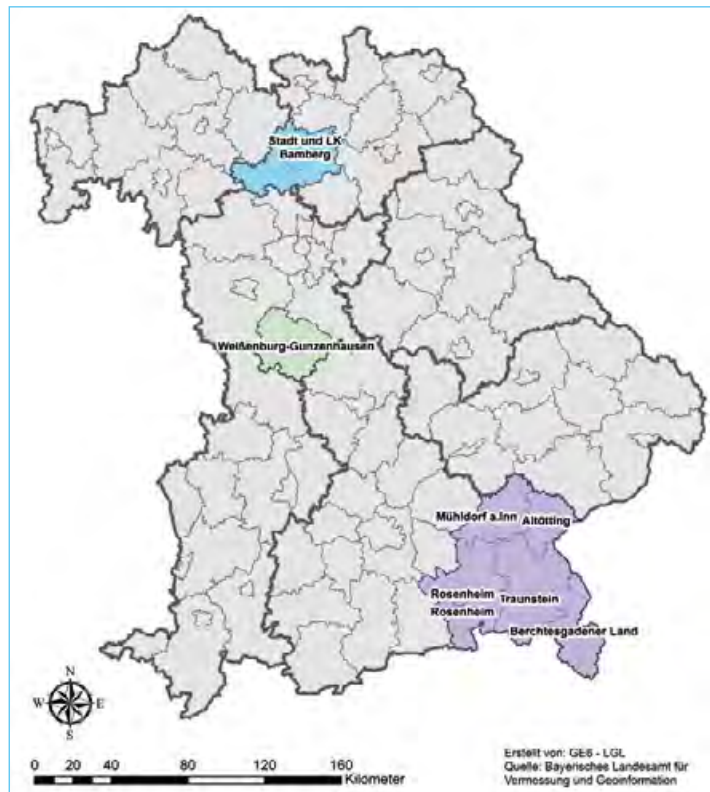 Stadt und LK
Bamberg
Weißenburg-Gunzenhausen
Mühldorf a.Inn Altötting
Rosenheim Traunstein
Rosenheim
Berchtesgadener Land
N
W E
S
0 20 40 80 120 160
Kilometer
Erstellt von: GE6 - LGL
Quelle: Bayerisches Landesamt für
Vermessung und Geoinformation